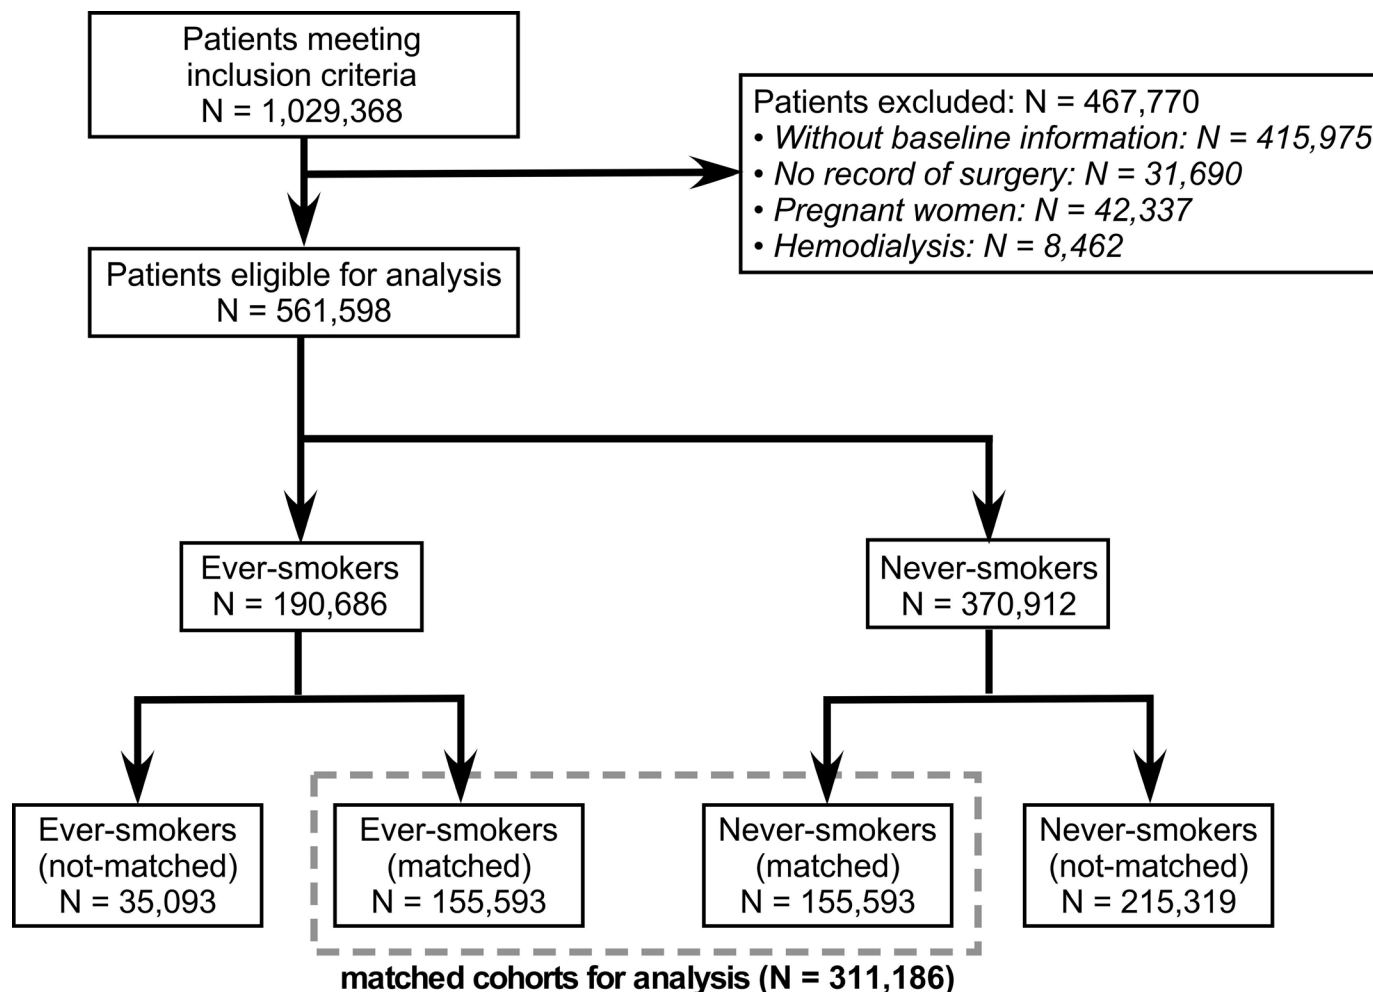 Patients meeting
inclusion criteria
N = 1,029,368
Patients excluded: N = 467,770
• Without baseline information: N = 415,975
• No record of surgery: N = 31,690
• Pregnant women: N = 42,337
• Hemodialysis: N = 8,462
Patients eligible for analysis
N = 561,598
Ever-smokers
N = 190,686
Never-smokers
N = 370,912
Ever-smokers
(not-matched)
N = 35,093
Ever-smokers
(matched)
N = 155,593
Never-smokers
(matched)
N = 155,593
Never-smokers
(not-matched)
N = 215,319
matched cohorts for analysis (N = 311,186)